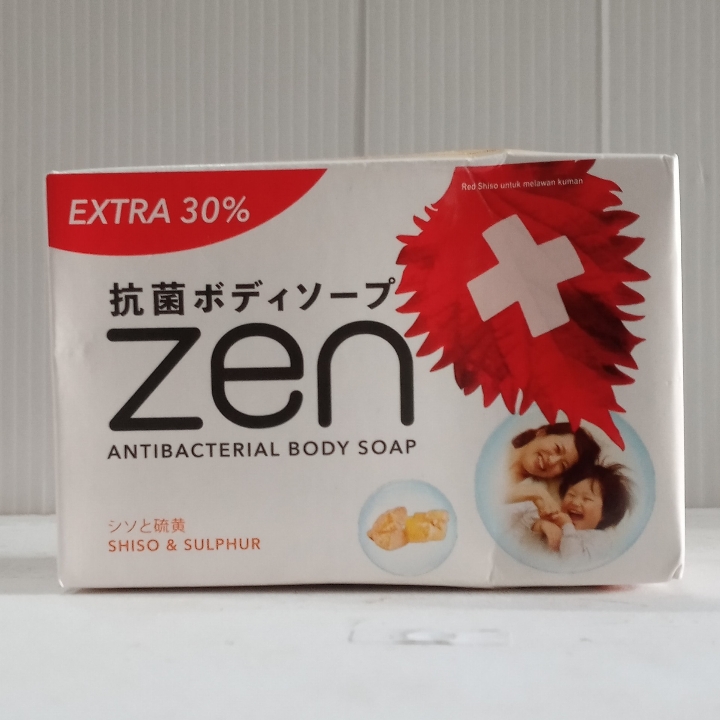 EXTRA 30%
Red Shiso untuk melawan kuman
抗菌ボディソープ
zen
ANTIBACTERIAL BODY SOAP
シソと硫黄
SHISO & SULPHUR